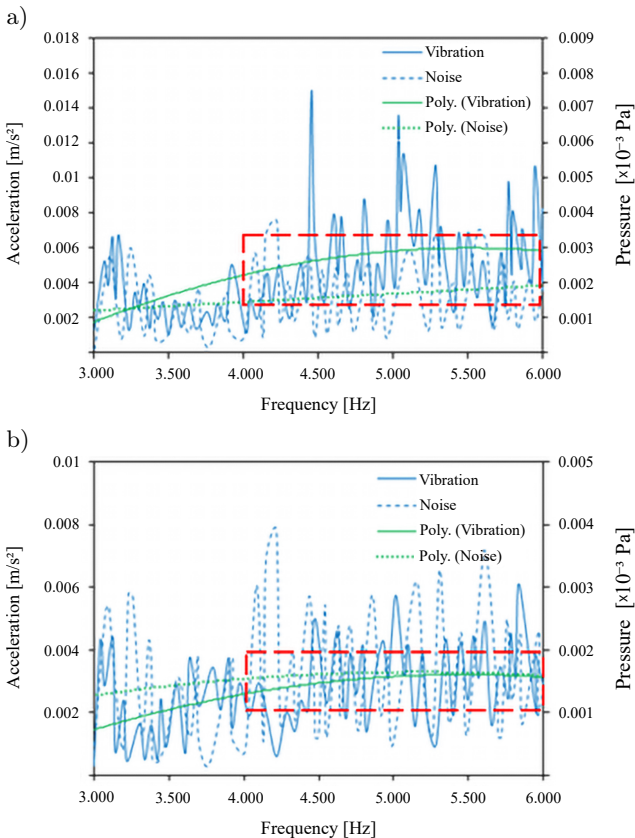 a)
0.018
0.016
0.014
0.012
0.01
0.008
0.006
0.004
0.002
Acceleration [m/s²]
0.009
0.008
0.007
0.006
0.005
0.004
0.003
0.002
0.001
Pressure [×10⁻³ Pa]
Vibration
Noise
Poly. (Vibration)
Poly. (Noise)
3.000 3.500 4.000 4.500 5.000 5.500 6.000
Frequency [Hz]
b)
0.01
0.008
0.006
0.004
0.002
Acceleration [m/s²]
0.005
0.004
0.003
0.002
0.001
Pressure [×10⁻³ Pa]
Vibration
Noise
Poly. (Vibration)
Poly. (Noise)
3.000 3.500 4.000 4.500 5.000 5.500 6.000
Frequency [Hz]